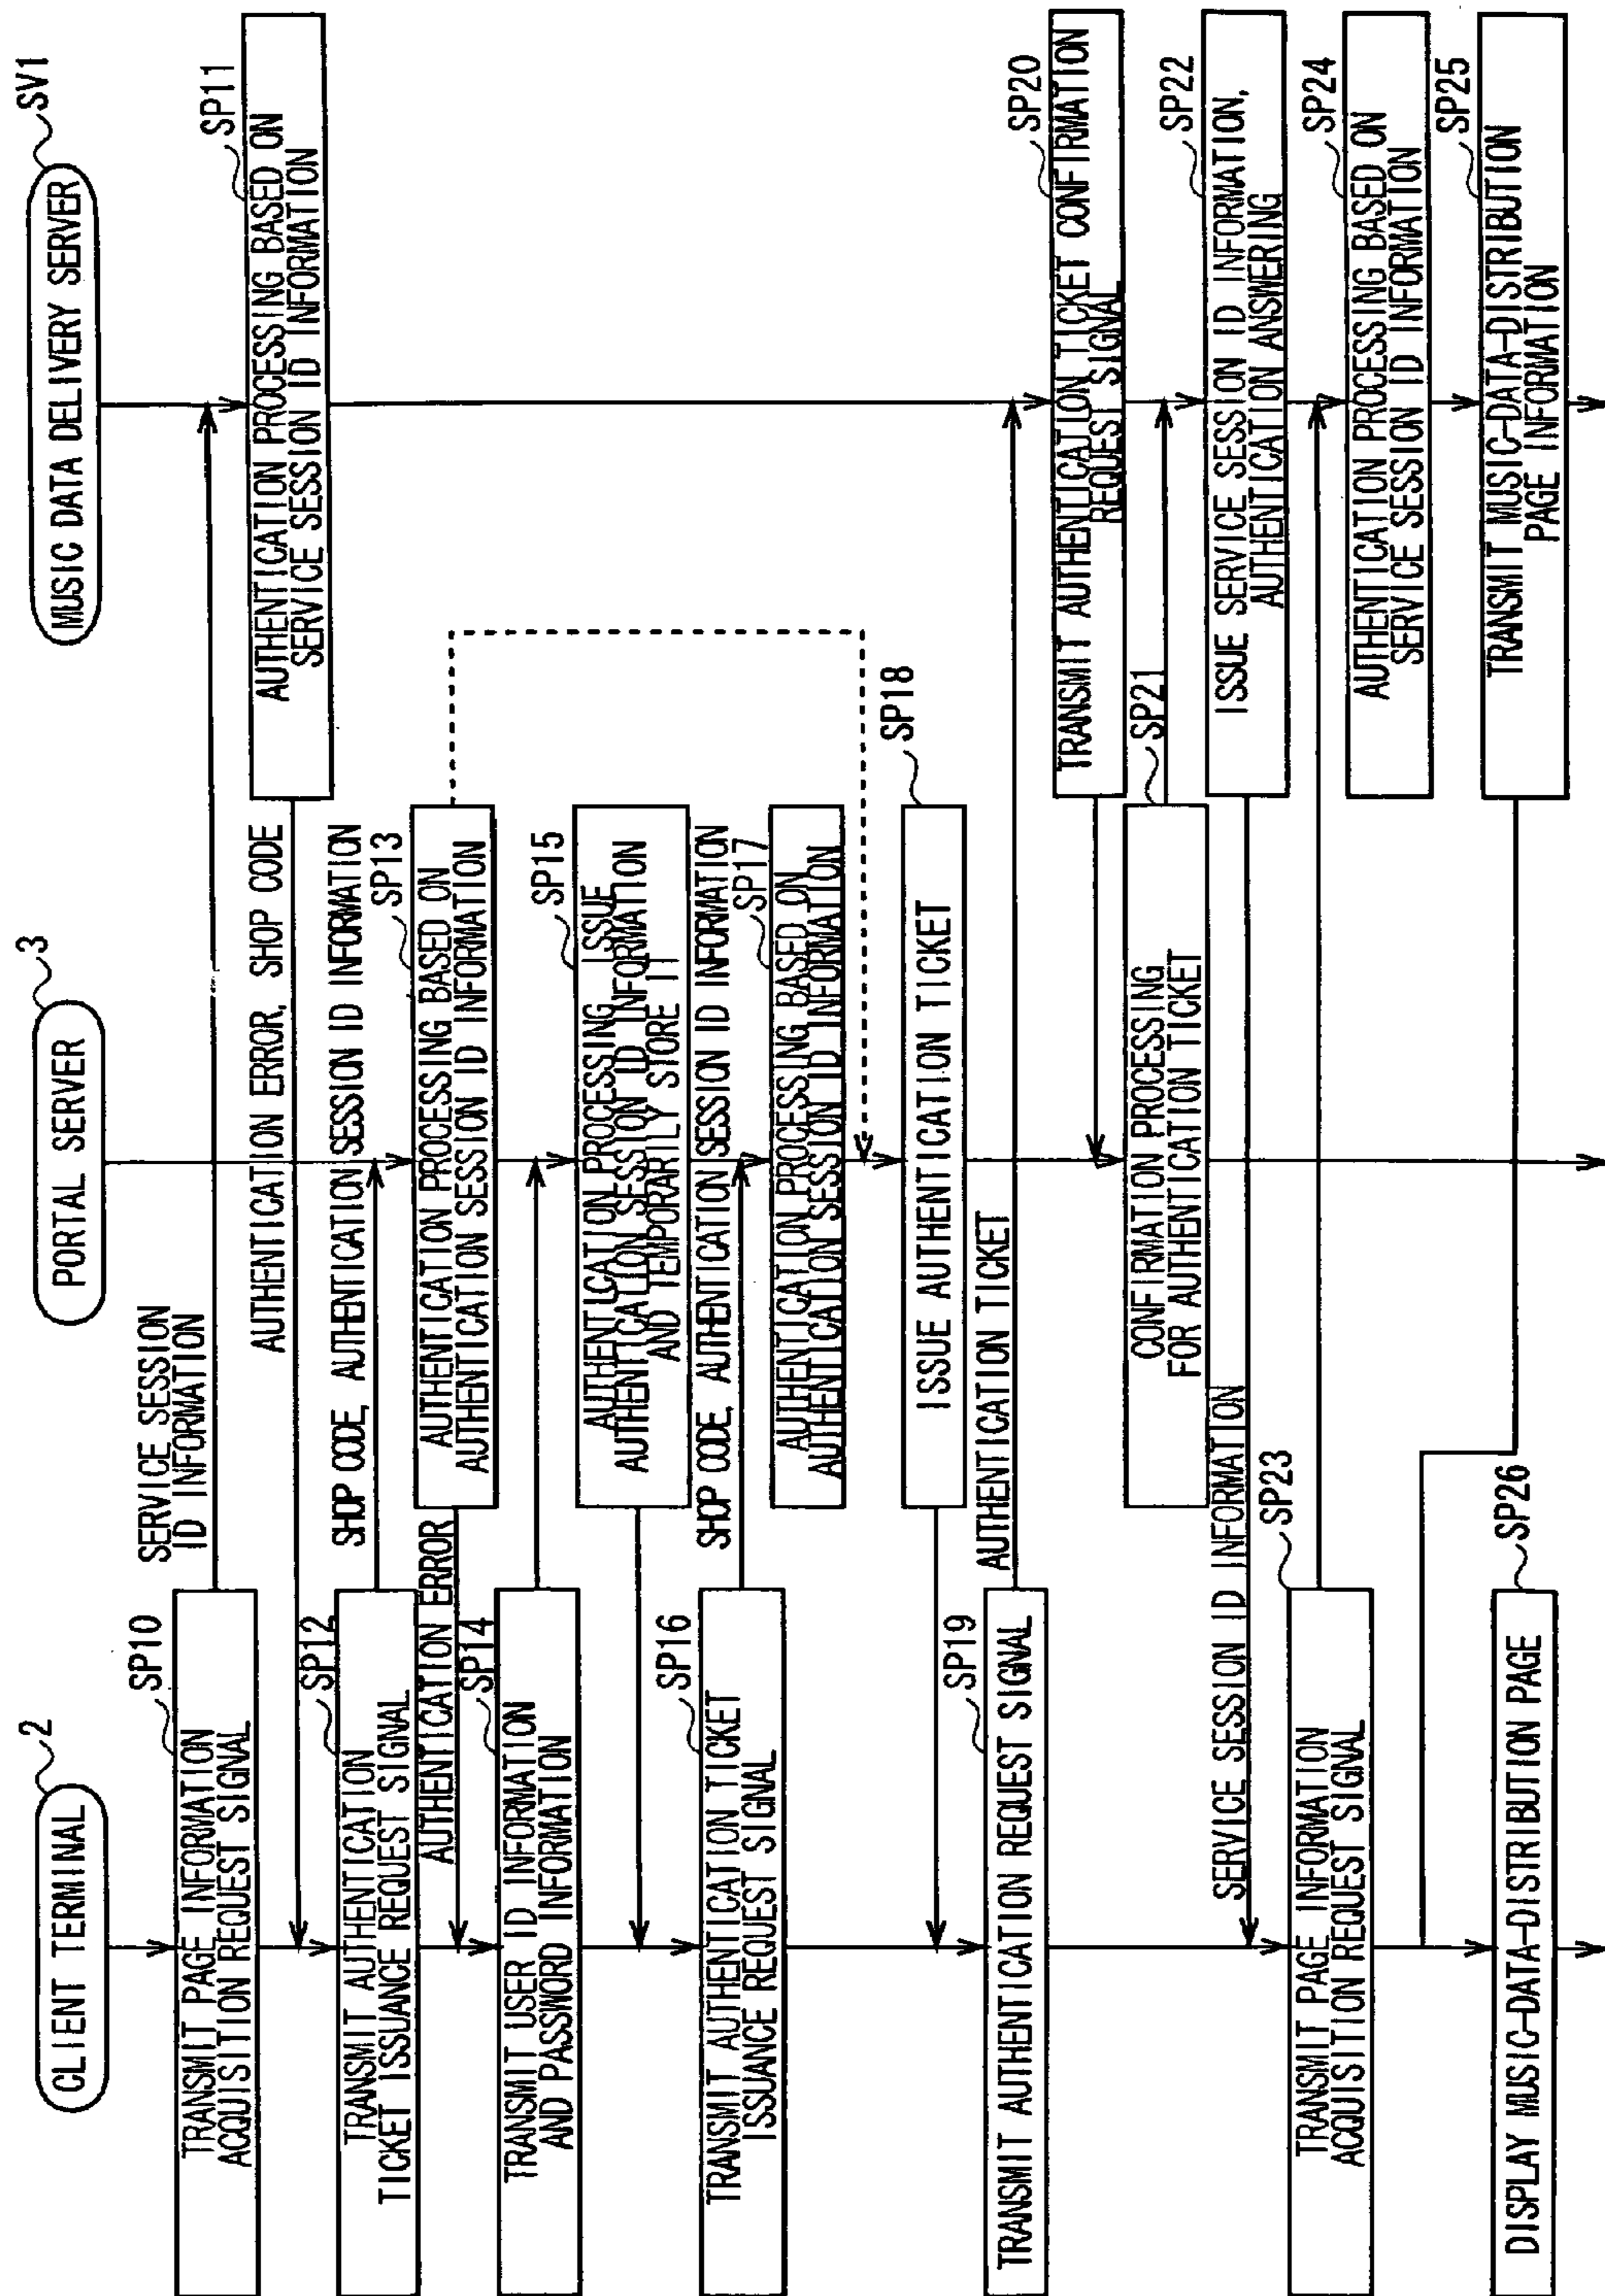 CLIENT TERMINAL
2
PORTAL SERVER
3
MUSIC DATA DELIVERY SERVER
SV1
SP10
TRANSMIT PAGE INFORMATION
ACQUISITION REQUEST SIGNAL
SERVICE SESSION
ID INFORMATION
SP11
AUTHENTICATION PROCESSING BASED ON
SERVICE SESSION ID INFORMATION
AUTHENTICATION ERROR, SHOP CODE
SP12
TRANSMIT AUTHENTICATION
TICKET ISSUANCE REQUEST SIGNAL
SHOP CODE, AUTHENTICATION SESSION ID INFORMATION
SP13
AUTHENTICATION PROCESSING BASED ON
AUTHENTICATION SESSION ID INFORMATION
AUTHENTICATION ERROR
SP14
TRANSMIT USER ID INFORMATION
AND PASSWORD INFORMATION
SP15
AUTHENTICATION PROCESSING ISSUE
AUTHENTICATION SESSION ID INFORMATION
AND TEMPORARILY STORE IT
SP16
TRANSMIT AUTHENTICATION TICKET
ISSUANCE REQUEST SIGNAL
SHOP CODE, AUTHENTICATION SESSION ID INFORMATION
SP17
AUTHENTICATION PROCESSING BASED ON
AUTHENTICATION SESSION ID INFORMATION
SP18
ISSUE AUTHENTICATION TICKET
SP19
TRANSMIT AUTHENTICATION REQUEST SIGNAL
AUTHENTICATION TICKET
SP20
TRANSMIT AUTHENTICATION TICKET CONFIRMATION
REQUEST SIGNAL
SP21
CONFIRMATION PROCESSING
FOR AUTHENTICATION TICKET
SP22
ISSUE SERVICE SESSION ID INFORMATION,
AUTHENTICATION ANSWERING
SERVICE SESSION ID INFORMATION
SP23
TRANSMIT PAGE INFORMATION
ACQUISITION REQUEST SIGNAL
SP24
AUTHENTICATION PROCESSING BASED ON
SERVICE SESSION ID INFORMATION
SP25
TRANSMIT MUSIC-DATA-DISTRIBUTION
PAGE INFORMATION
SP26
DISPLAY MUSIC-DATA-DISTRIBUTION PAGE